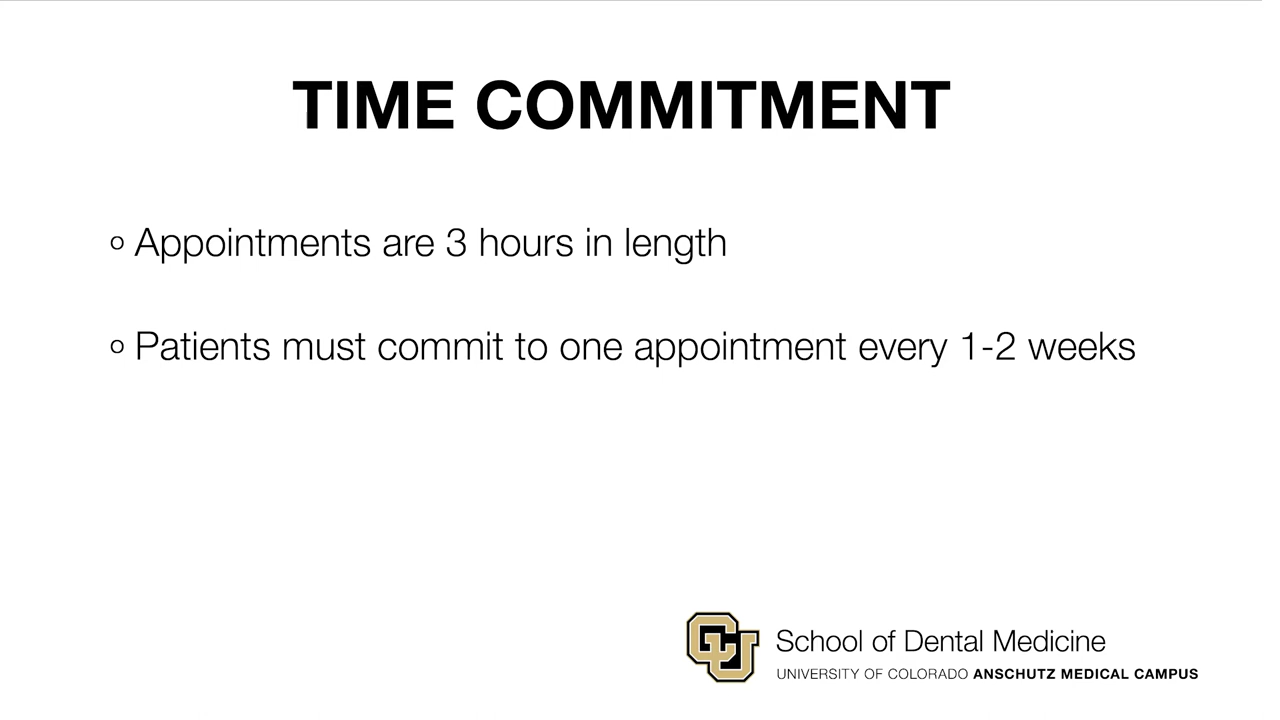 TIME COMMITMENT
o Appointments are 3 hours in length
o Patients must commit to one appointment every 1-2 weeks
CU School of Dental Medicine
UNIVERSITY OF COLORADO ANSCHUTZ MEDICAL CAMPUS